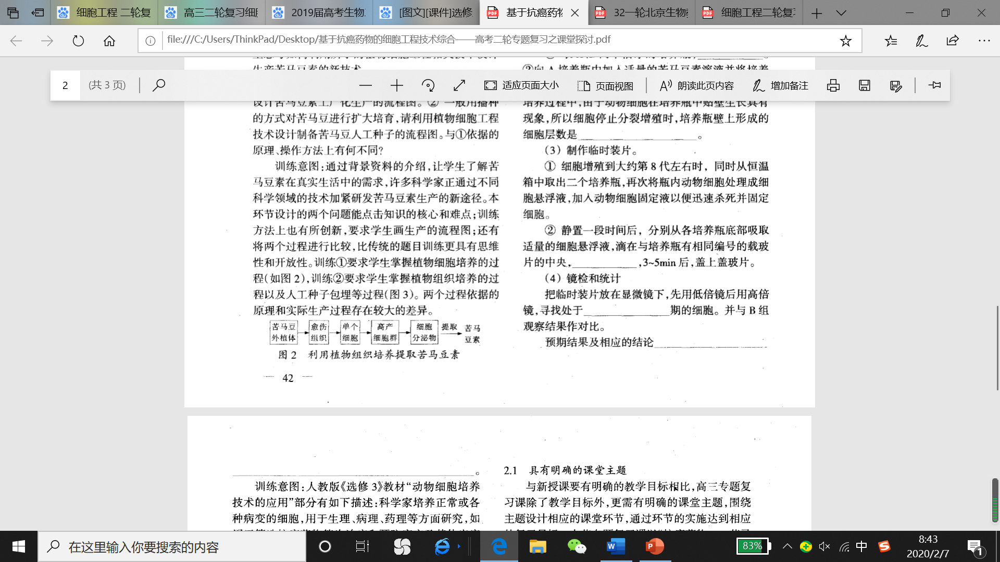 细胞工程 二轮复
高三二轮复习细胞
2019届高考生物
[图文][课件]选修
基于抗癌药物
32一轮北京生物
细胞工程二轮复习
file:///C:/Users/ThinkPad/Desktop/基于抗癌药物的细胞工程技术综合——高考二轮专题复习之课堂探讨.pdf
2 (共 3 页)
适应页面大小
页面视图
朗读此页内容
增加备注
生产苦马豆素的新技术
设计苦马豆素工厂化生产的流程图。② 一般用播种
的方式对苦马豆进行扩大培育,请利用植物细胞工程
技术设计制备苦马豆人工种子的流程图。与①依据的
原理、操作方法上有何不同?
训练意图:通过背景资料的介绍,让学生了解苦
马豆素在真实生活中的需求,许多科学家正通过不同
科学领域的技术加紧研发苦马豆素生产的新途径。本
环节设计的两个问题能点击知识的核心和难点;训练
方法上也有所创新,要求学生画生产的流程图;还有
将两个过程进行比较,比传统的题目训练更具有思维
性和开放性。训练①要求学生掌握植物细胞培养的过
程(如图 2),训练②要求学生掌握植物组织培养的过
程以及人工种子包埋等过程(图 3)。两个过程依据的
原理和实际生产过程存在较大的差异。
苦马豆外植体 愈伤组织 单个细胞 高产细胞群 细胞分泌物 提取 苦马豆素
图 2 利用植物组织培养提取苦马豆素
— 42 —
②向 A 培养瓶中加入适量的苦马豆素溶液并将培养
培养过程中,由于动物细胞在培养瓶中贴壁生长具有
现象,所以细胞停止分裂增殖时,培养瓶壁上形成的
细胞层数是____________。
(3) 制作临时装片。
① 细胞增殖到大约第 8 代左右时, 同时从恒温
箱中取出二个培养瓶,再次将瓶内动物细胞处理成细
胞悬浮液,加入动物细胞固定液以便迅速杀死并固定
细胞。
② 静置一段时间后, 分别从各培养瓶底部吸取
适量的细胞悬浮液,滴在与培养瓶有相同编号的载玻
片的中央,____________,3~5min 后,盖上盖玻片。
(4) 镜检和统计
把临时装片放在显微镜下,先用低倍镜后用高倍
镜,寻找处于____________期的细胞。并与 B 组
观察结果作对比。
预期结果及相应的结论____________
____________。
训练意图:人教版《选修 3》教材“动物细胞培养
技术的应用”部分有如下描述:科学家培养正常或各
种病变的细胞,用于生理、病理、药理等方面研究,如
2.1 具有明确的课堂主题
与新授课要有明确的教学目标相比,高三专题复
习课除了教学目标外,更需有明确的课堂主题,围绕
主题设计相应的课堂环节,通过环节的实施达到相应
在这里输入你要搜索的内容
83%
中
8:43
2020/2/7
1